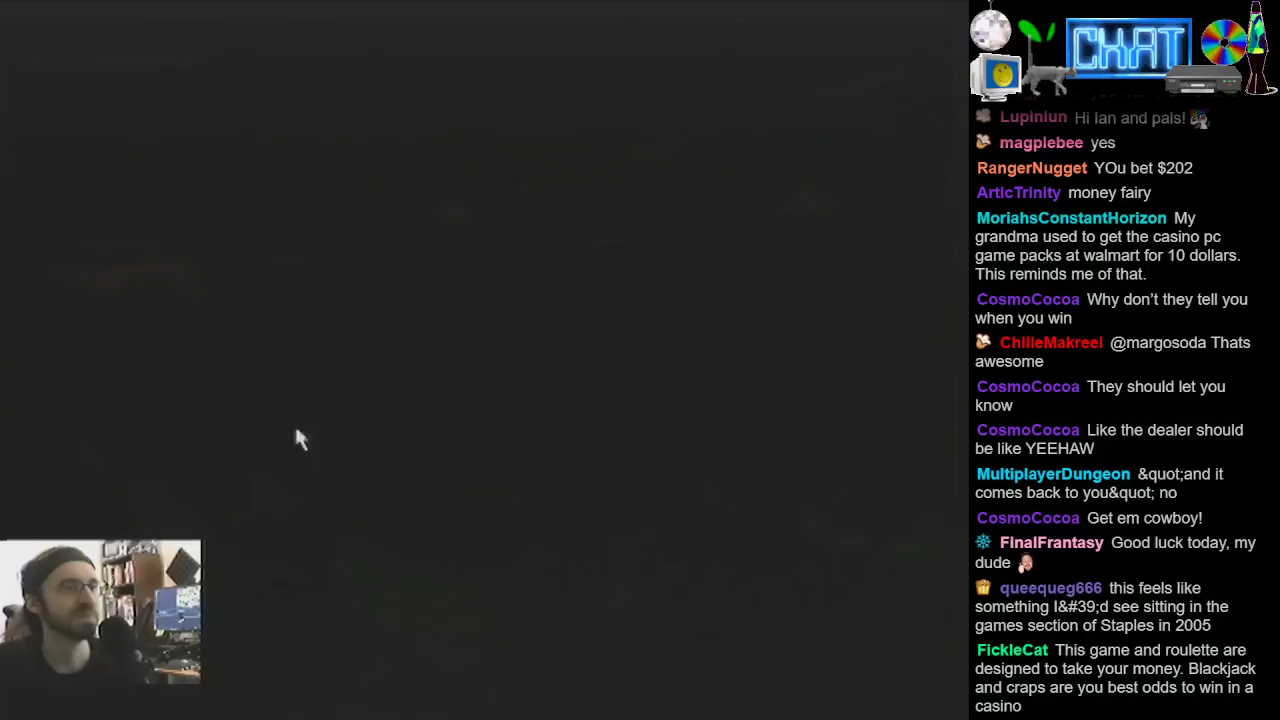 CHAT
Lupiniun Hi Ian and pals!
magpiebee yes
RangerNugget YOu bet $202
ArticTrinity money fairy
MoriahsConstantHorizon My
grandma used to get the casino pc
game packs at walmart for 10 dollars.
This reminds me of that.
CosmoCocoa Why don’t they tell you
when you win
ChilleMakreel @margosoda Thats
awesome
CosmoCocoa They should let you
know
CosmoCocoa Like the dealer should
be like YEEHAW
MultiplayerDungeon &quot;and it
comes back to you&quot; no
CosmoCocoa Get em cowboy!
FinalFrantasy Good luck today, my
dude
queequeg666 this feels like
something I&#39;d see sitting in the
games section of Staples in 2005
FickleCat This game and roulette are
designed to take your money. Blackjack
and craps are you best odds to win in a
casino